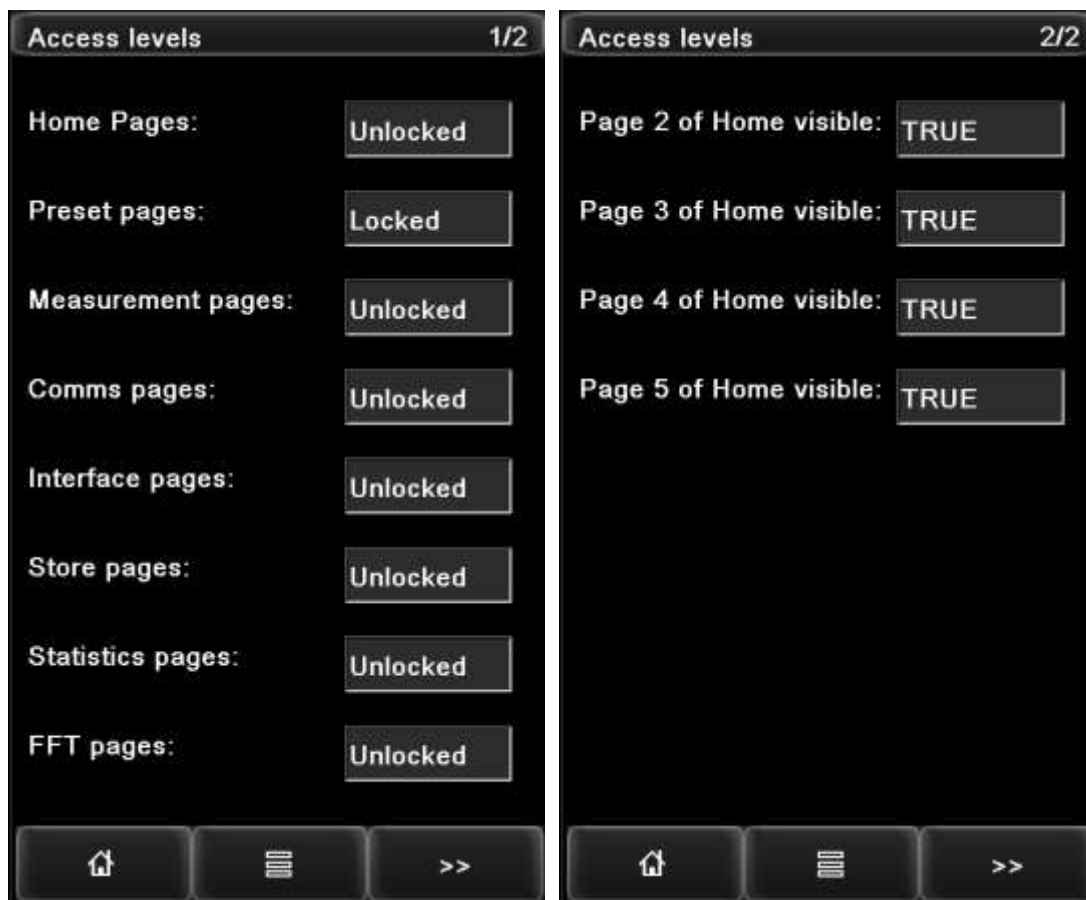 Access levels 1/2
Home Pages: Unlocked
Preset pages: Locked
Measurement pages: Unlocked
Comms pages: Unlocked
Interface pages: Unlocked
Store pages: Unlocked
Statistics pages: Unlocked
FFT pages: Unlocked
>>
Access levels 2/2
Page 2 of Home visible: TRUE
Page 3 of Home visible: TRUE
Page 4 of Home visible: TRUE
Page 5 of Home visible: TRUE
>>